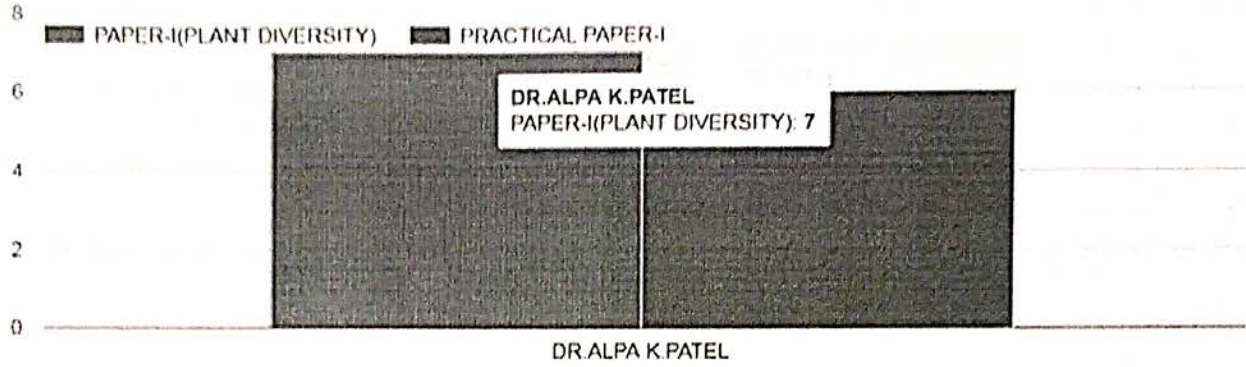 8
PAPER-I(PLANT DIVERSITY) PRACTICAL PAPER-I
6
DR.ALPA K.PATEL
PAPER-I(PLANT DIVERSITY): 7
4
2
0
DR.ALPA K.PATEL